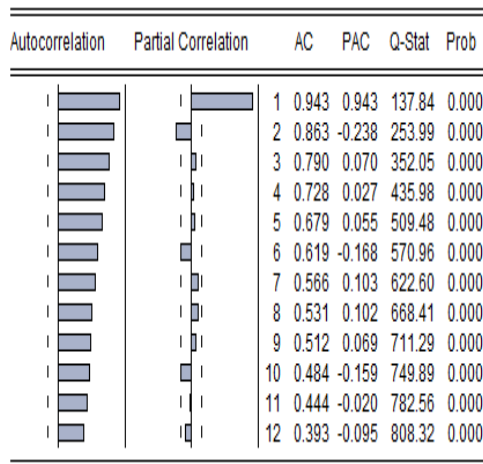 Autocorrelation Partial Correlation AC PAC Q-Stat Prob
1 0.943 0.943 137.84 0.000
2 0.863 -0.238 253.99 0.000
3 0.790 0.070 352.05 0.000
4 0.728 0.027 435.98 0.000
5 0.679 0.055 509.48 0.000
6 0.619 -0.168 570.96 0.000
7 0.566 0.103 622.60 0.000
8 0.531 0.102 668.41 0.000
9 0.512 0.069 711.29 0.000
10 0.484 -0.159 749.89 0.000
11 0.444 -0.020 782.56 0.000
12 0.393 -0.095 808.32 0.000